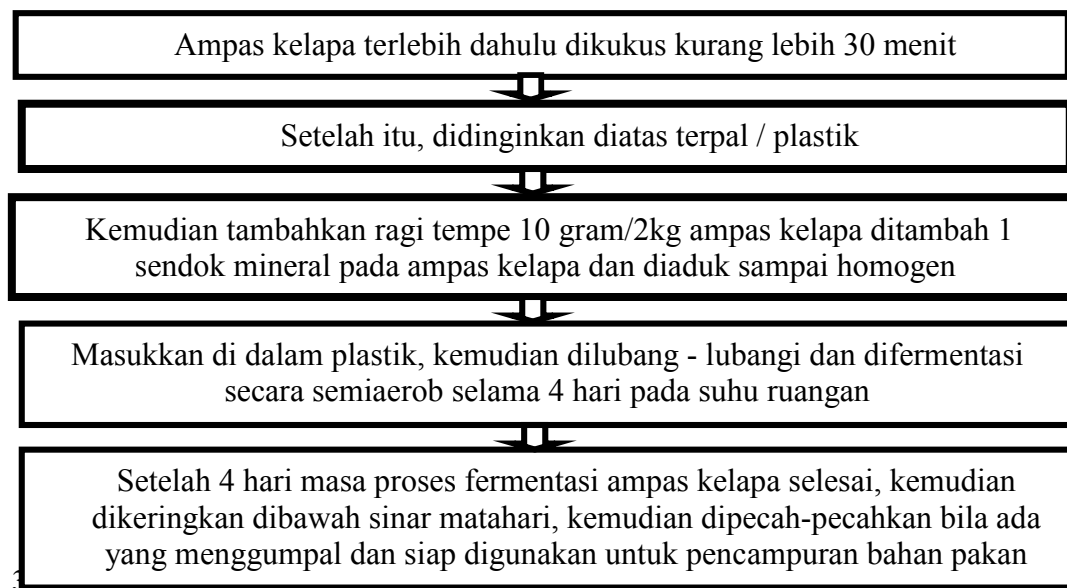 Ampas kelapa terlebih dahulu dikukus kurang lebih 30 menit
Setelah itu, didinginkan diatas terpal / plastik
Kemudian tambahkan ragi tempe 10 gram/2kg ampas kelapa ditambah 1
sendok mineral pada ampas kelapa dan diaduk sampai homogen
Masukkan di dalam plastik, kemudian dilubang - lubangi dan difermentasi
secara semiaerob selama 4 hari pada suhu ruangan
Setelah 4 hari masa proses fermentasi ampas kelapa selesai, kemudian
dikeringkan dibawah sinar matahari, kemudian dipecah-pecahkan bila ada
yang menggumpal dan siap digunakan untuk pencampuran bahan pakan